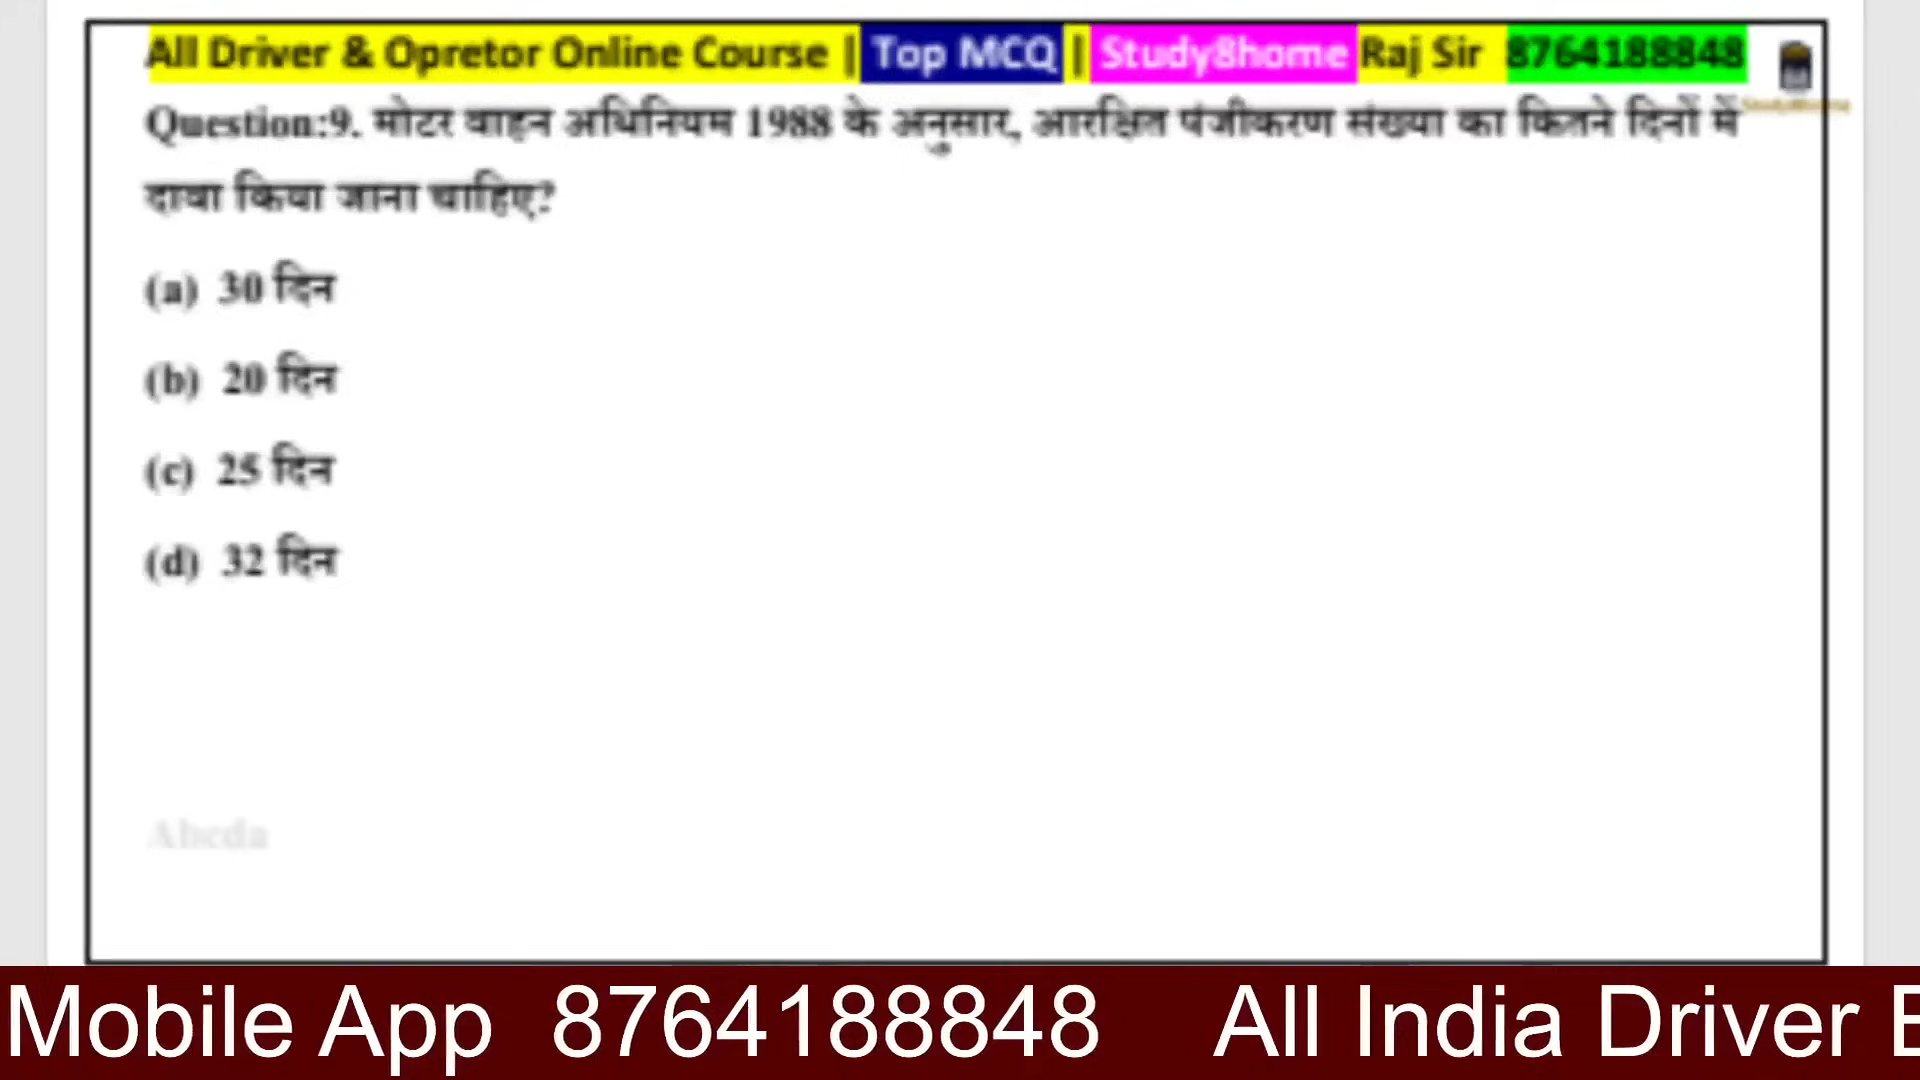 All Driver & Opretor Online Course | Top MCQ | Study8home Raj Sir 8764188848
Question:9. मोटर वाहन अधिनियम 1988 के अनुसार, आरक्षित पंजीकरण संख्या का कितने दिनों में
दावा किया जाना चाहिए?
(a) 30 दिन
(b) 20 दिन
(c) 25 दिन
(d) 32 दिन
Abcda
Mobile App 8764188848 All India Driver E